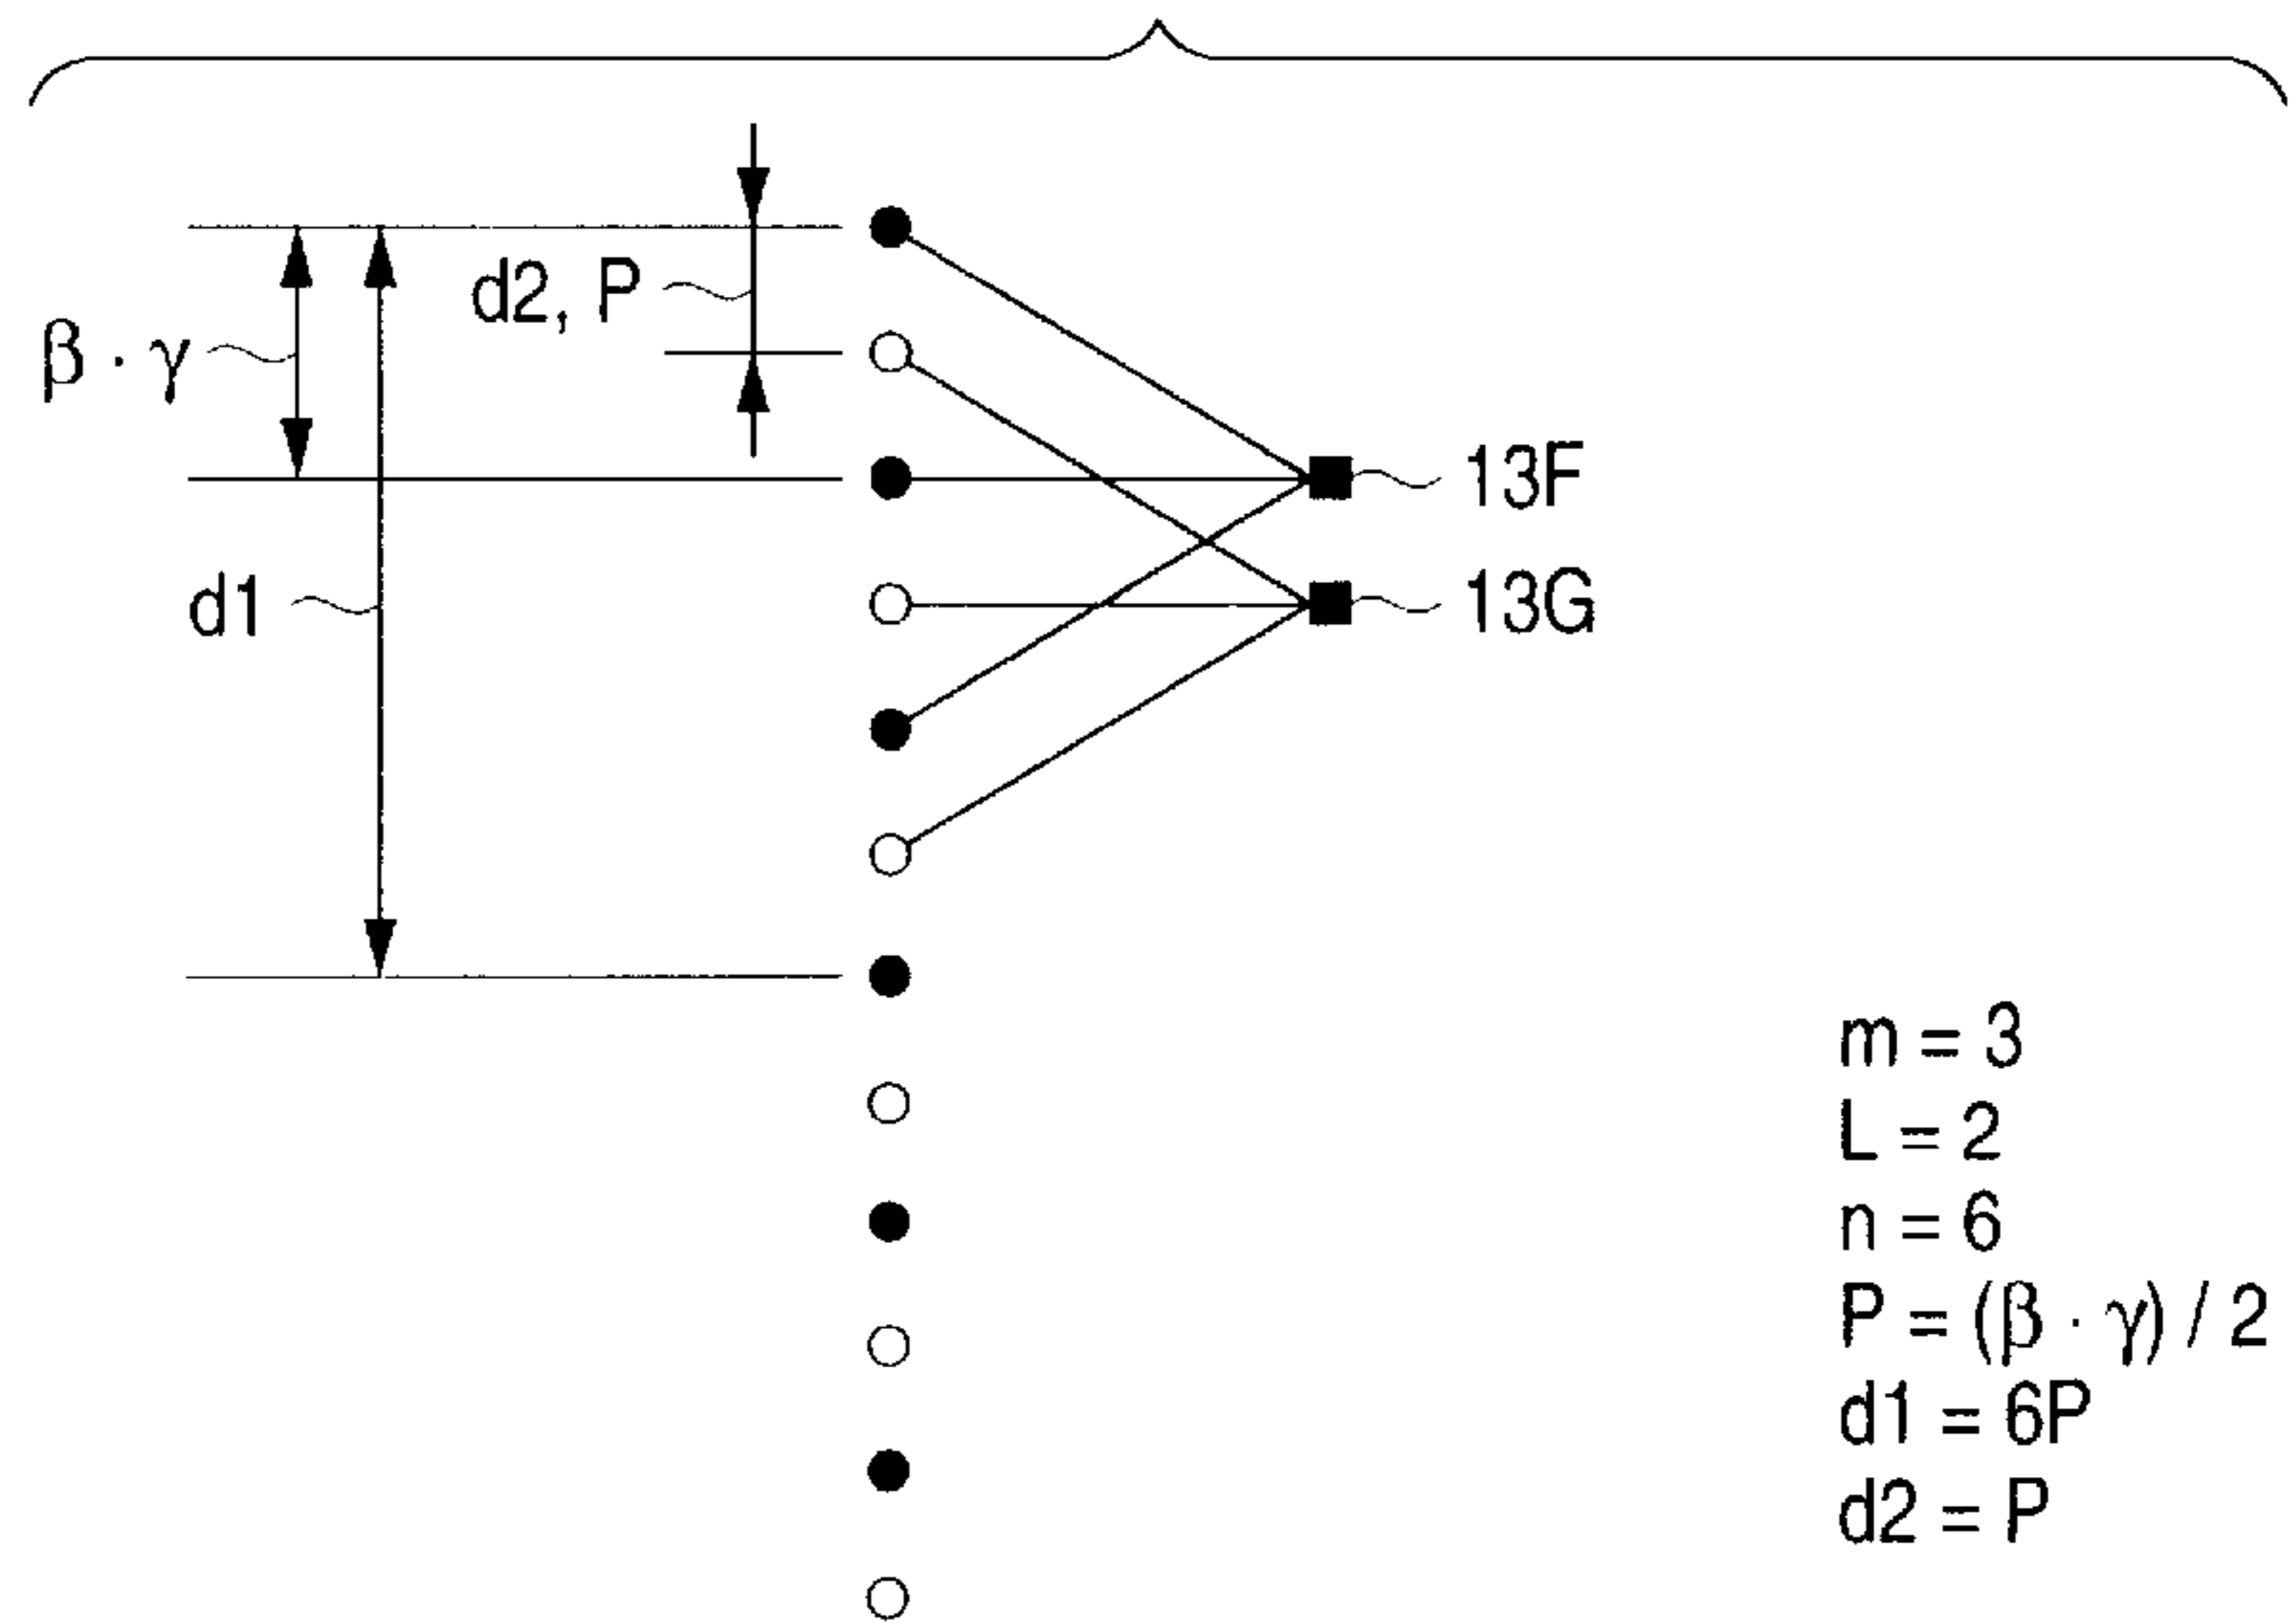 d2, P
β · γ
13F
d1
13G
m = 3
L = 2
n = 6
P = (β · γ) / 2
d1 = 6P
d2 = P